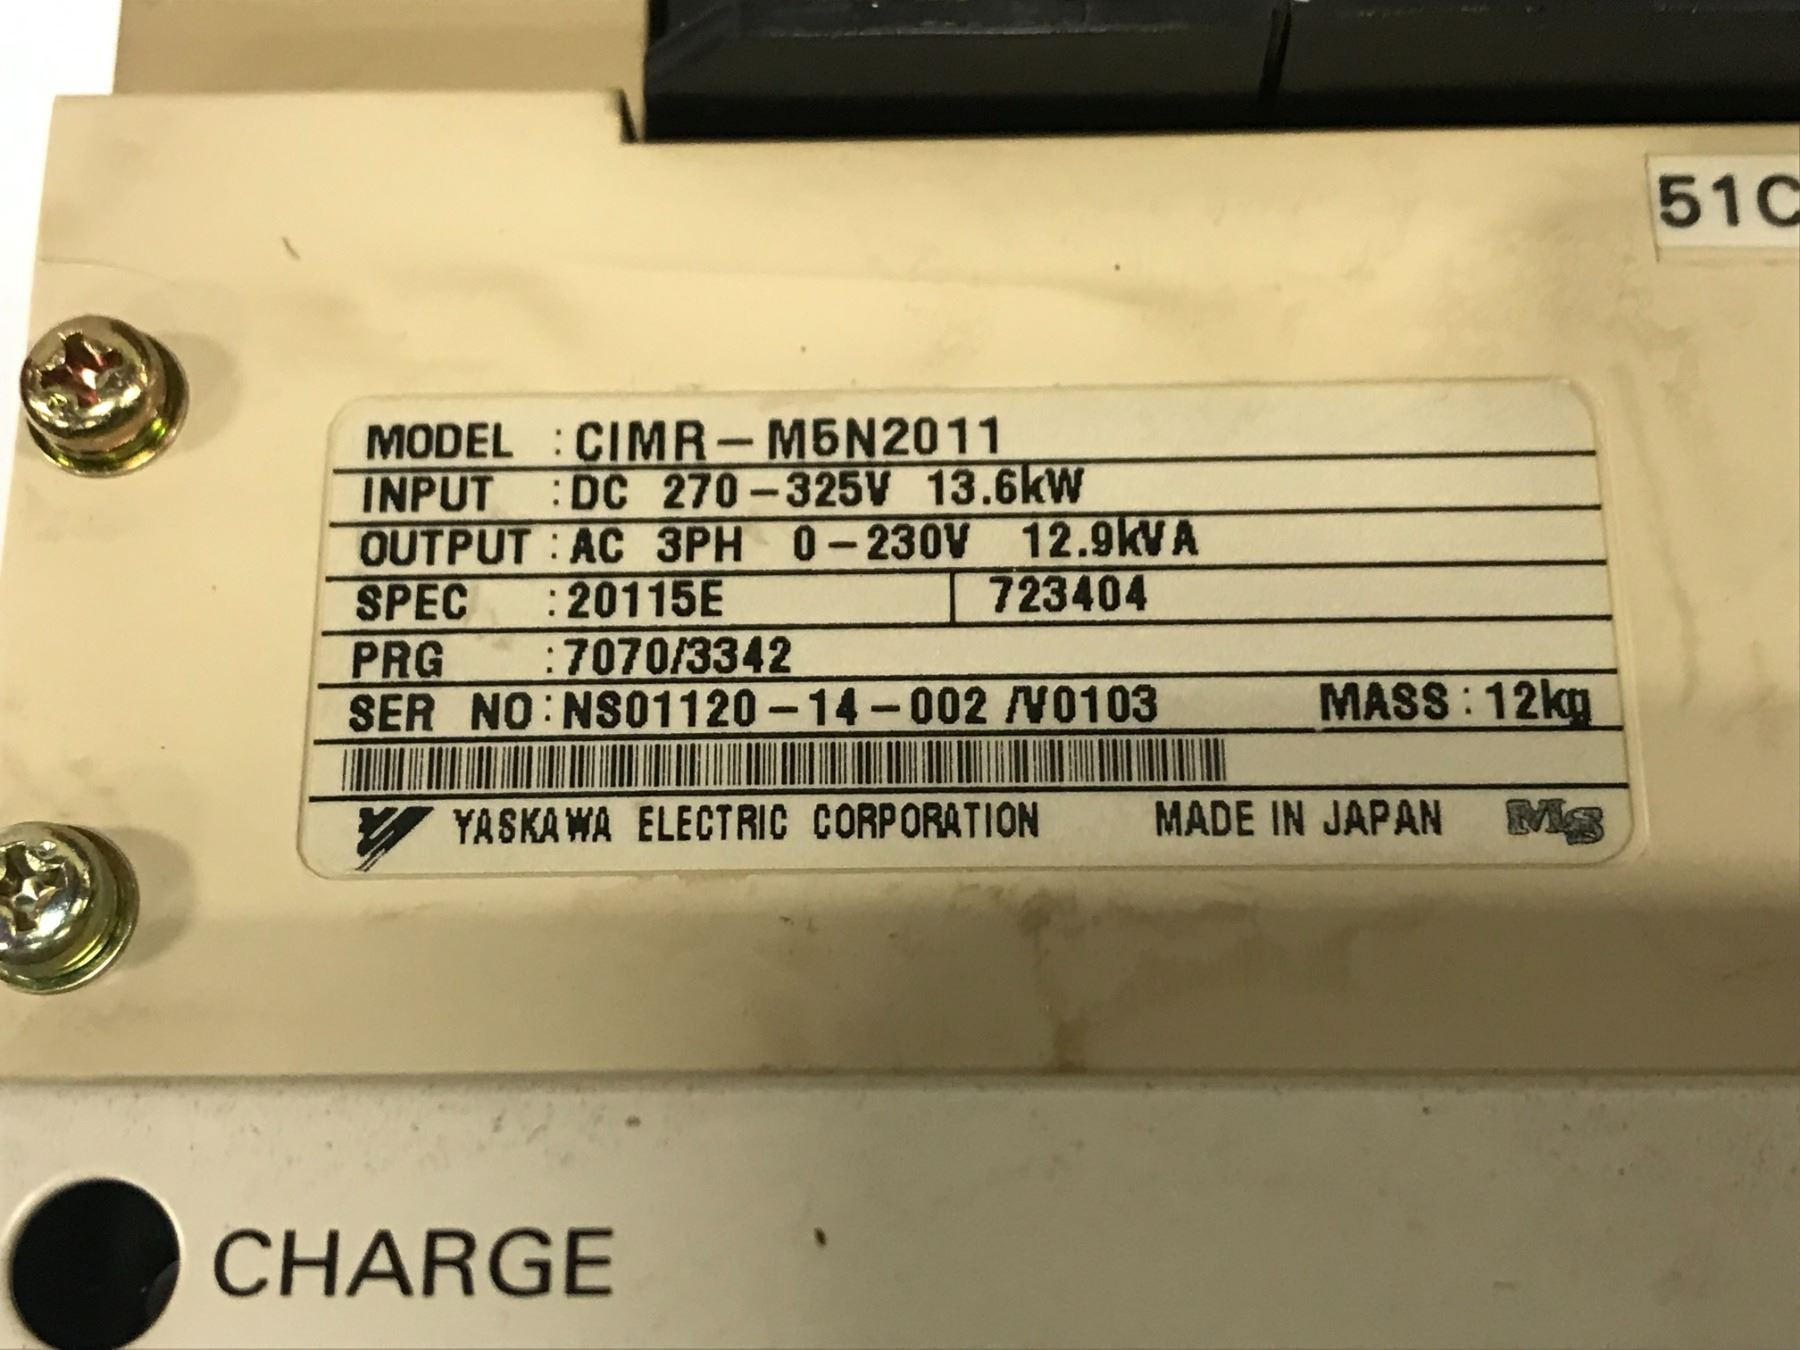 51C
MODEL : CIMR-M5N2011
INPUT : DC 270-325V 13.6kW
OUTPUT : AC 3PH 0-230V 12.9kVA
SPEC : 20115E 723404
PRG : 7070/3342
SER NO : NS01120-14-002 /V0103 MASS : 12kg
YASKAWA ELECTRIC CORPORATION MADE IN JAPAN MS
CHARGE